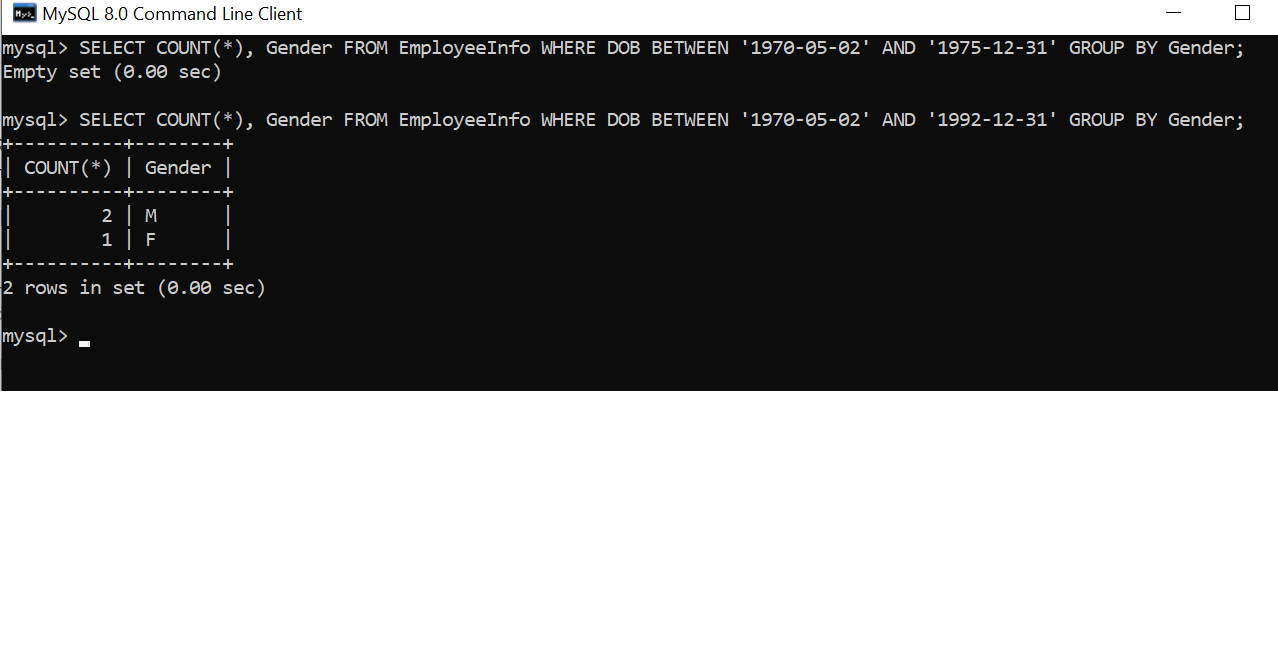 MySQL 8.0 Command Line Client
mysql> SELECT COUNT(*), Gender FROM EmployeeInfo WHERE DOB BETWEEN '1970-05-02' AND '1975-12-31' GROUP BY Gender;
Empty set (0.00 sec)
mysql> SELECT COUNT(*), Gender FROM EmployeeInfo WHERE DOB BETWEEN '1970-05-02' AND '1992-12-31' GROUP BY Gender;
+----------+--------+
| COUNT(*) | Gender |
+----------+--------+
|        2 | M      |
|        1 | F      |
+----------+--------+
2 rows in set (0.00 sec)
mysql>